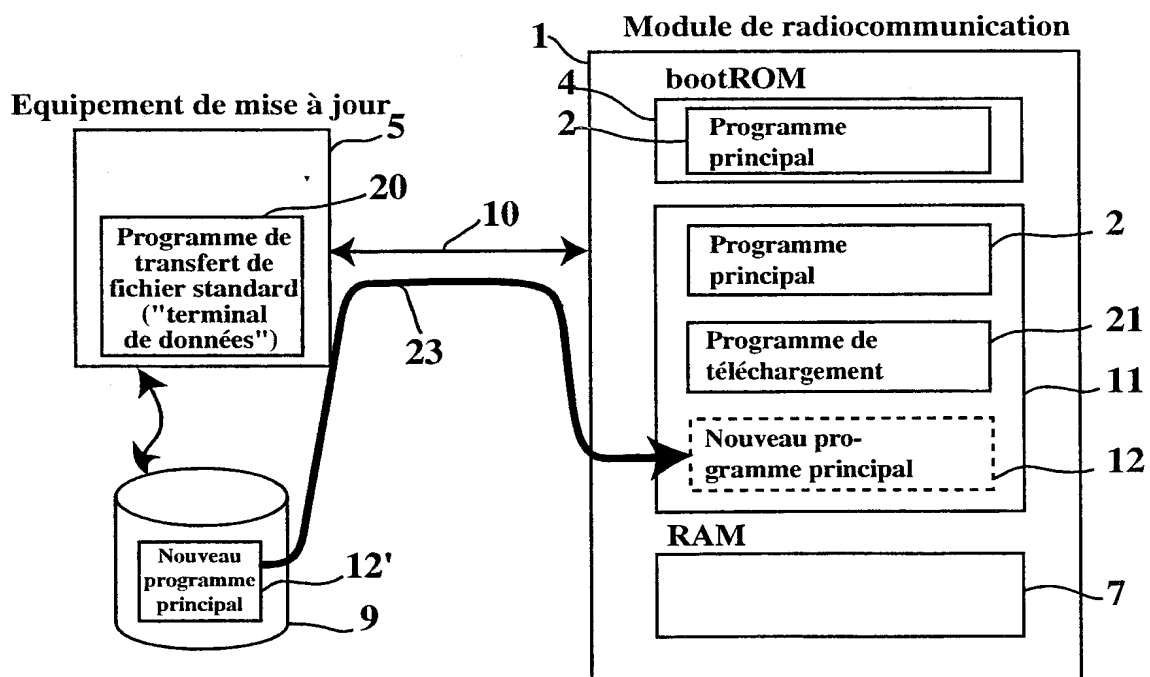 Module de radiocommunication
1
bootROM
4
2
Programme
principal
Equipement de mise à jour
5
20
Programme de
transfert de
fichier standard
("terminal
de données")
10
23
Programme
principal
2
Programme de
téléchargement
21
11
Nouveau pro-
gramme principal
12
RAM
7
Nouveau
programme
principal
12'
9